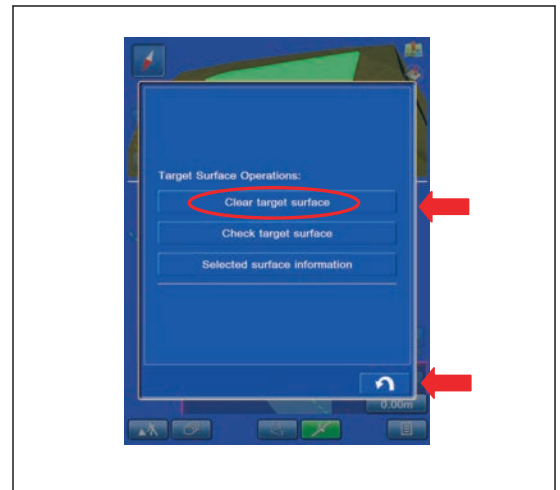 Target Surface Operations:
Clear target surface
Check target surface
Selected surface information
0.00m